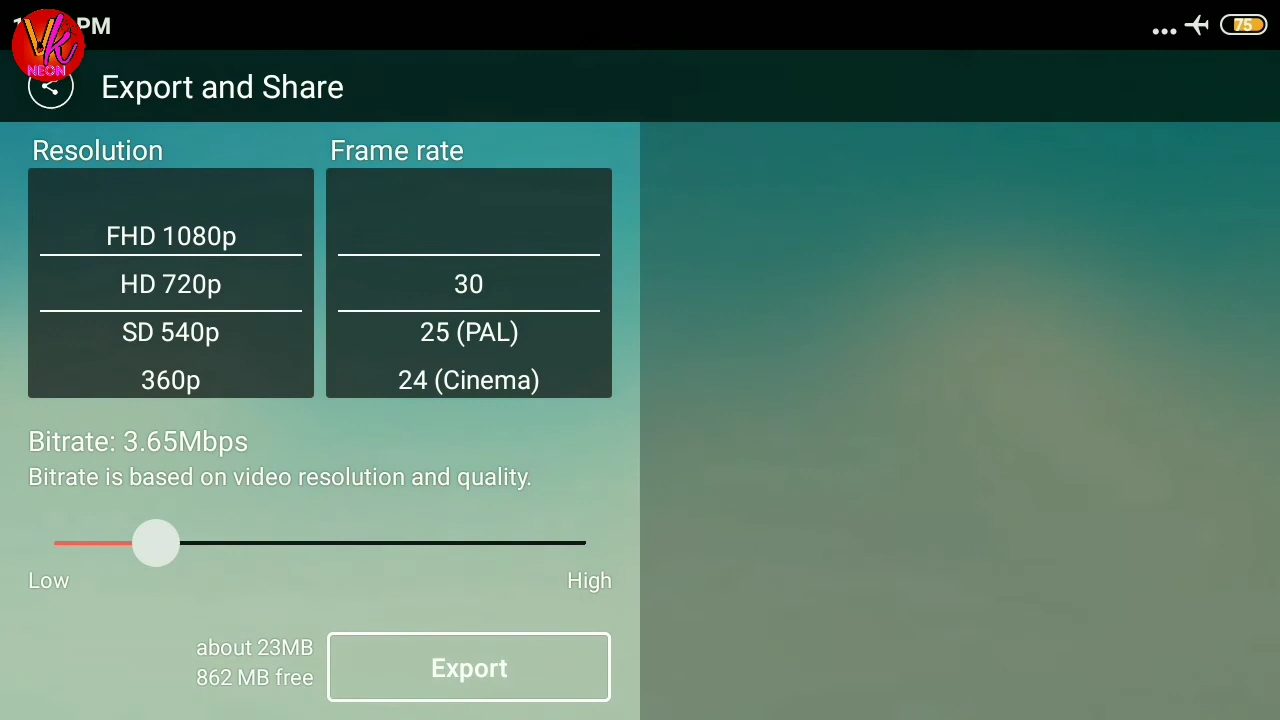 PM
75
Vk
NEON
Export and Share
Resolution
Frame rate
FHD 1080p
HD 720p
SD 540p
360p
30
25 (PAL)
24 (Cinema)
Bitrate: 3.65Mbps
Bitrate is based on video resolution and quality.
Low
High
about 23MB
862 MB free
Export